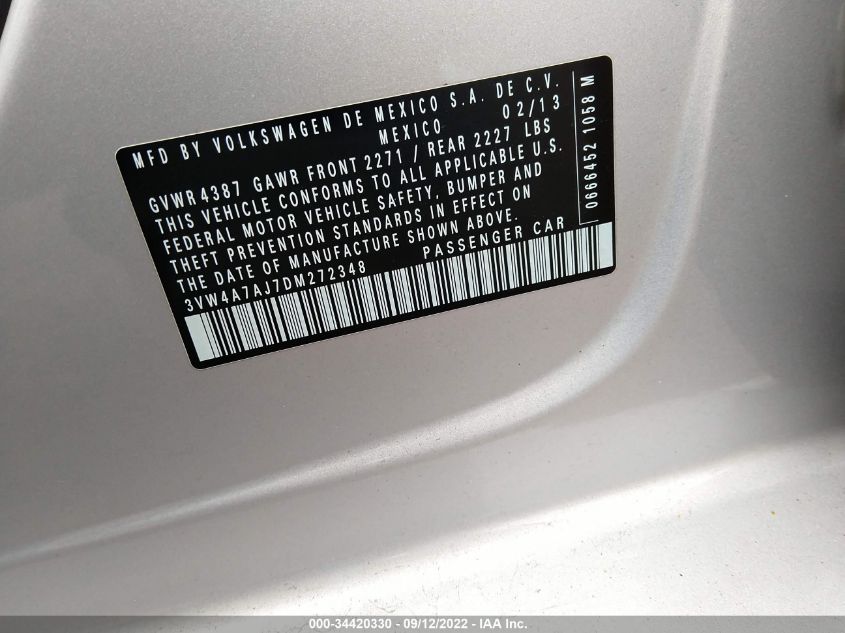 MFD BY VOLKSWAGEN DE MEXICO S.A. DE C.V.
MEXICO 02/13
GVWR 4387 GAWR FRONT 2271 / REAR 2227 LBS
THIS VEHICLE CONFORMS TO ALL APPLICABLE U.S.
FEDERAL MOTOR VEHICLE SAFETY, BUMPER AND
THEFT PREVENTION STANDARDS IN EFFECT ON
THE DATE OF MANUFACTURE SHOWN ABOVE.
3VW4A7AJ7DM272348 PASSENGER CAR
0666452 1058 M
000-34420330 - 09/12/2022 - IAA Inc.